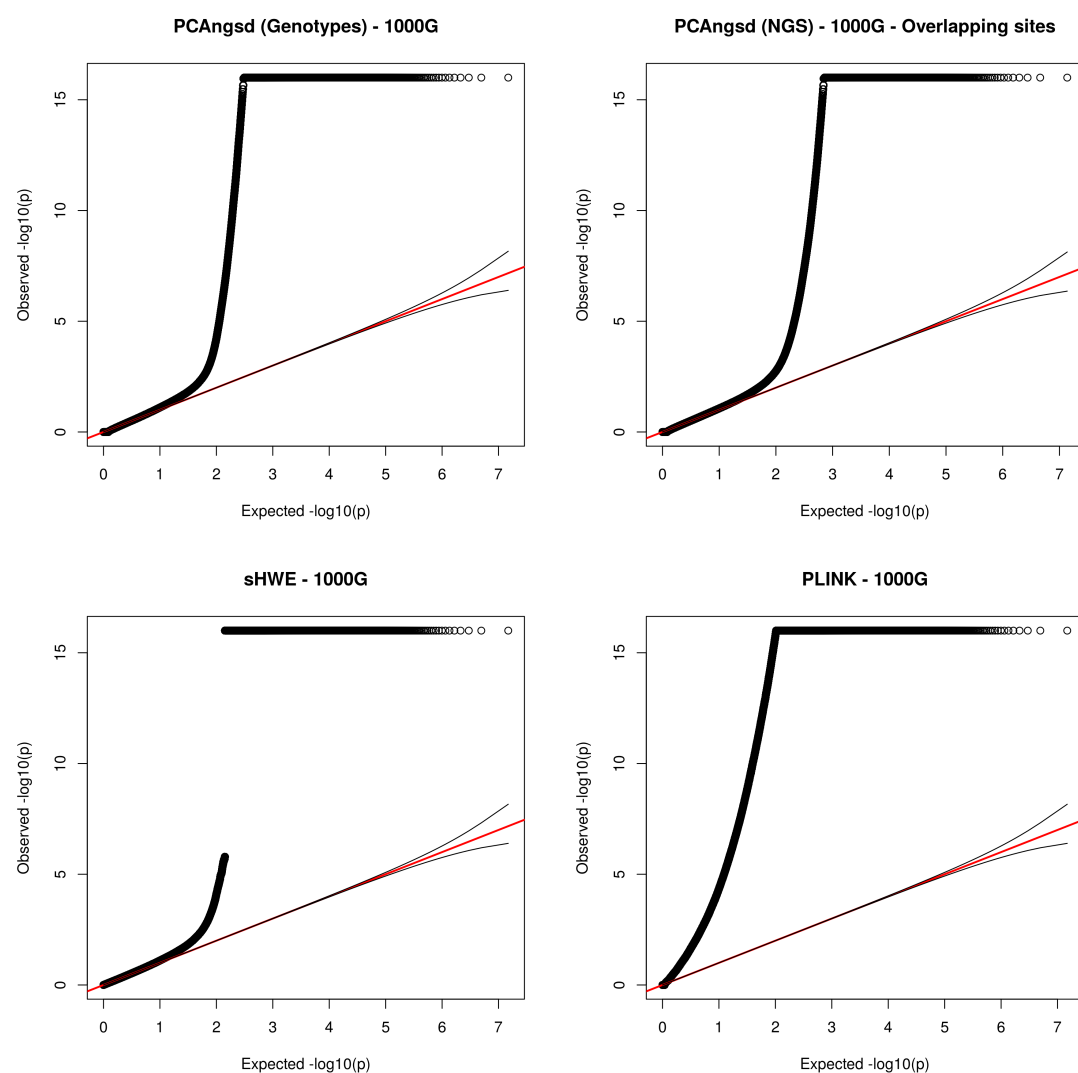 PCAngsd (Genotypes) - 1000G
Observed -log10(p)
15
10
5
0
0 1 2 3 4 5 6 7
Expected -log10(p)
PCAngsd (NGS) - 1000G - Overlapping sites
Observed -log10(p)
15
10
5
0
0 1 2 3 4 5 6 7
Expected -log10(p)
sHWE - 1000G
Observed -log10(p)
15
10
5
0
0 1 2 3 4 5 6 7
Expected -log10(p)
PLINK - 1000G
Observed -log10(p)
15
10
5
0
0 1 2 3 4 5 6 7
Expected -log10(p)